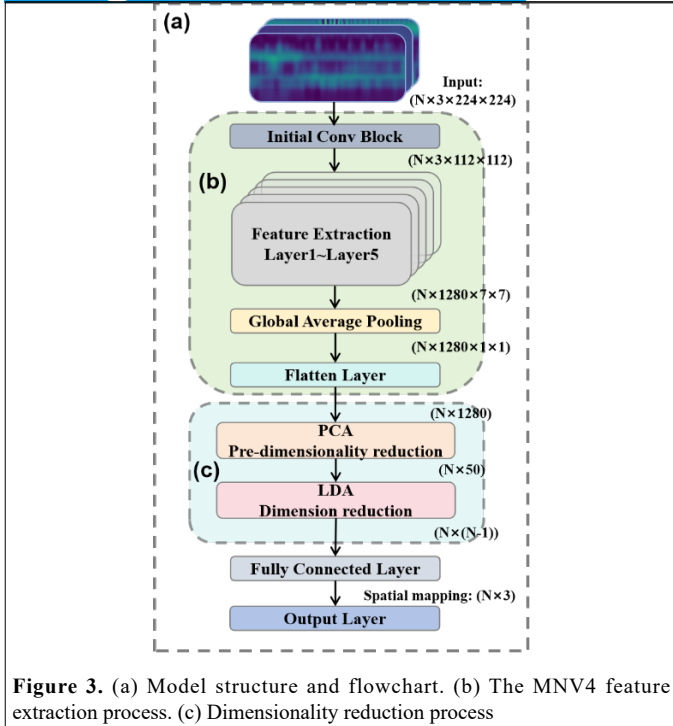 (a)
Input:
(N×3×224×224)
Initial Conv Block
(N×3×112×112)
(b)
Feature Extraction
Layer1~Layer5
(N×1280×7×7)
Global Average Pooling
(N×1280×1×1)
Flatten Layer
(N×1280)
PCA
Pre-dimensionality reduction
(N×50)
(c)
LDA
Dimension reduction
(N×(N-1))
Fully Connected Layer
Spatial mapping: (N×3)
Output Layer
Figure 3. (a) Model structure and flowchart. (b) The MNV4 feature
extraction process. (c) Dimensionality reduction process